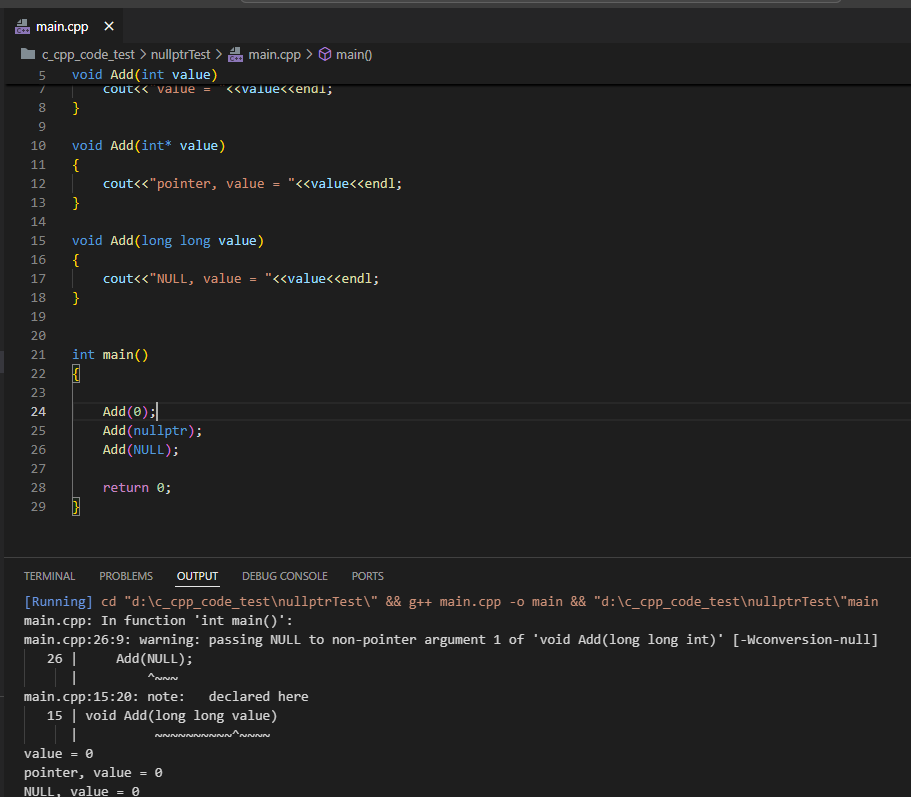 main.cpp
c_cpp_code_test > nullptrTest > main.cpp > main()
5 void Add(int value)
7 cout<<"value = "<<value<<endl;
8 }
9
10 void Add(int* value)
11 {
12 cout<<"pointer, value = "<<value<<endl;
13 }
14
15 void Add(long long value)
16 {
17 cout<<"NULL, value = "<<value<<endl;
18 }
19
20
21 int main()
22 {
23
24 Add(0);
25 Add(nullptr);
26 Add(NULL);
27
28 return 0;
29 }
TERMINAL PROBLEMS OUTPUT DEBUG CONSOLE PORTS
[Running] cd "d:\c_cpp_code_test\nullptrTest\" && g++ main.cpp -o main && "d:\c_cpp_code_test\nullptrTest\"main
main.cpp: In function 'int main()':
main.cpp:26:9: warning: passing NULL to non-pointer argument 1 of 'void Add(long long int)' [-Wconversion-null]
26 | Add(NULL);
| ^~~~
main.cpp:15:20: note: declared here
15 | void Add(long long value)
| ~~~~~~~~~~^~~~~
value = 0
pointer, value = 0
NULL, value = 0